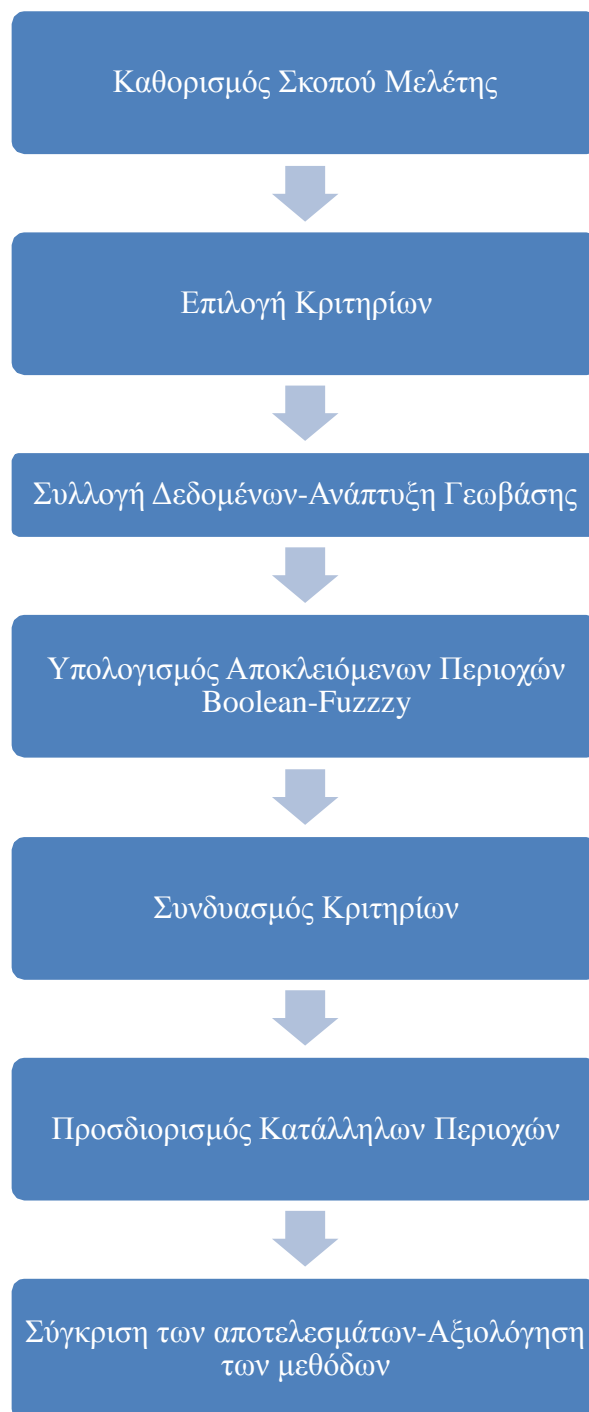 Καθορισμός Σκοπού Μελέτης
Επιλογή Κριτηρίων
Συλλογή Δεδομένων-Ανάπτυξη Γεωβάσης
Υπολογισμός Αποκλειόμενων Περιοχών
Boolean-Fuzzzy
Συνδυασμός Κριτηρίων
Προσδιορισμός Κατάλληλων Περιοχών
Σύγκριση των αποτελεσμάτων-Αξιολόγηση
των μεθόδων